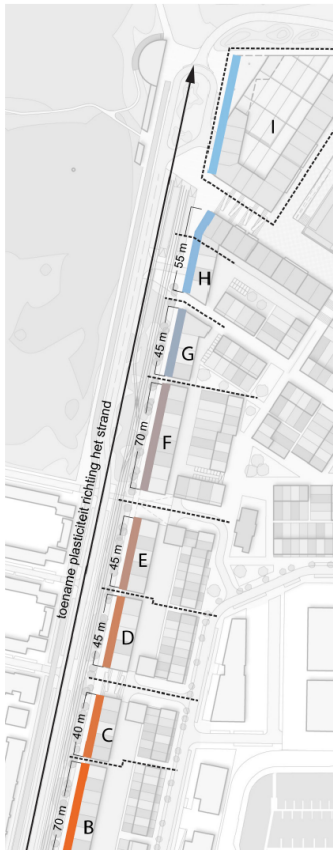 I
55 m
H
45 m
G
70 m
F
toename plasticiteit richting het strand
45 m
E
45 m
D
40 m
C
70 m
B